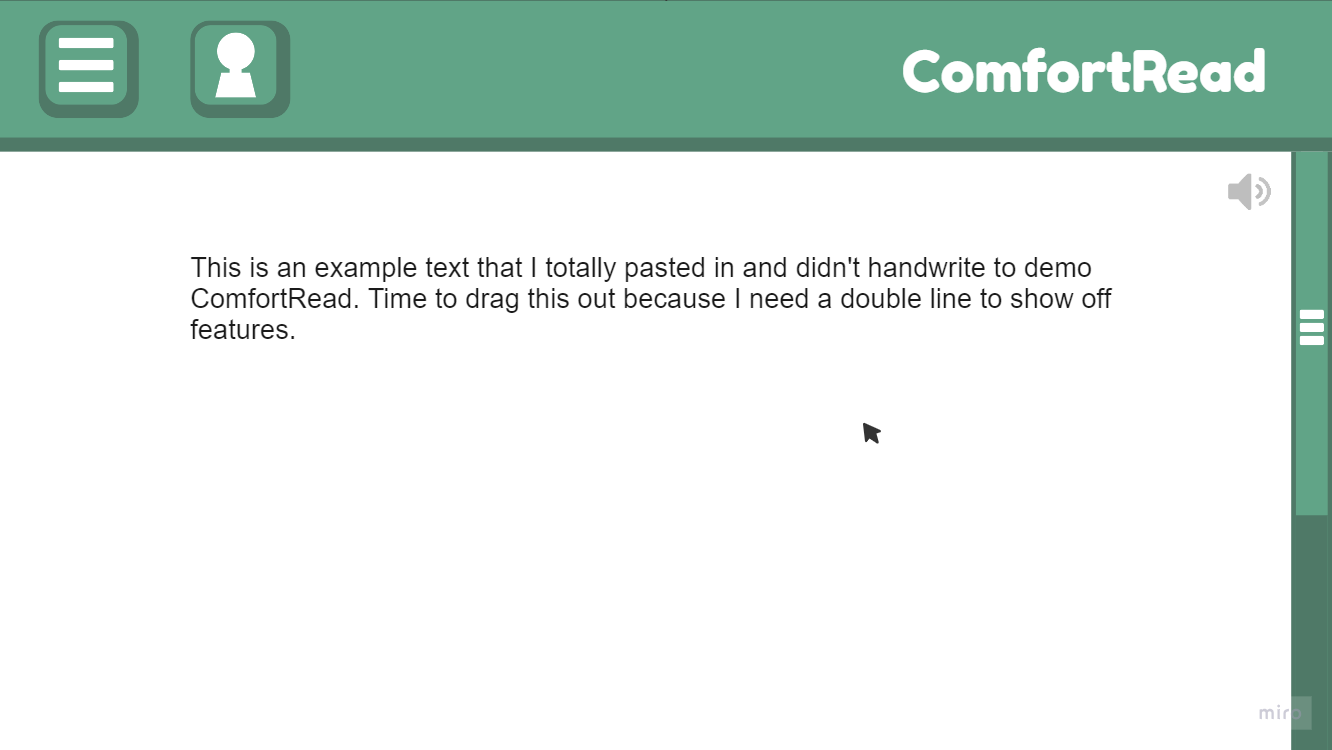 ComfortRead
This is an example text that I totally pasted in and didn't handwrite to demo
ComfortRead. Time to drag this out because I need a double line to show off
features.
miro